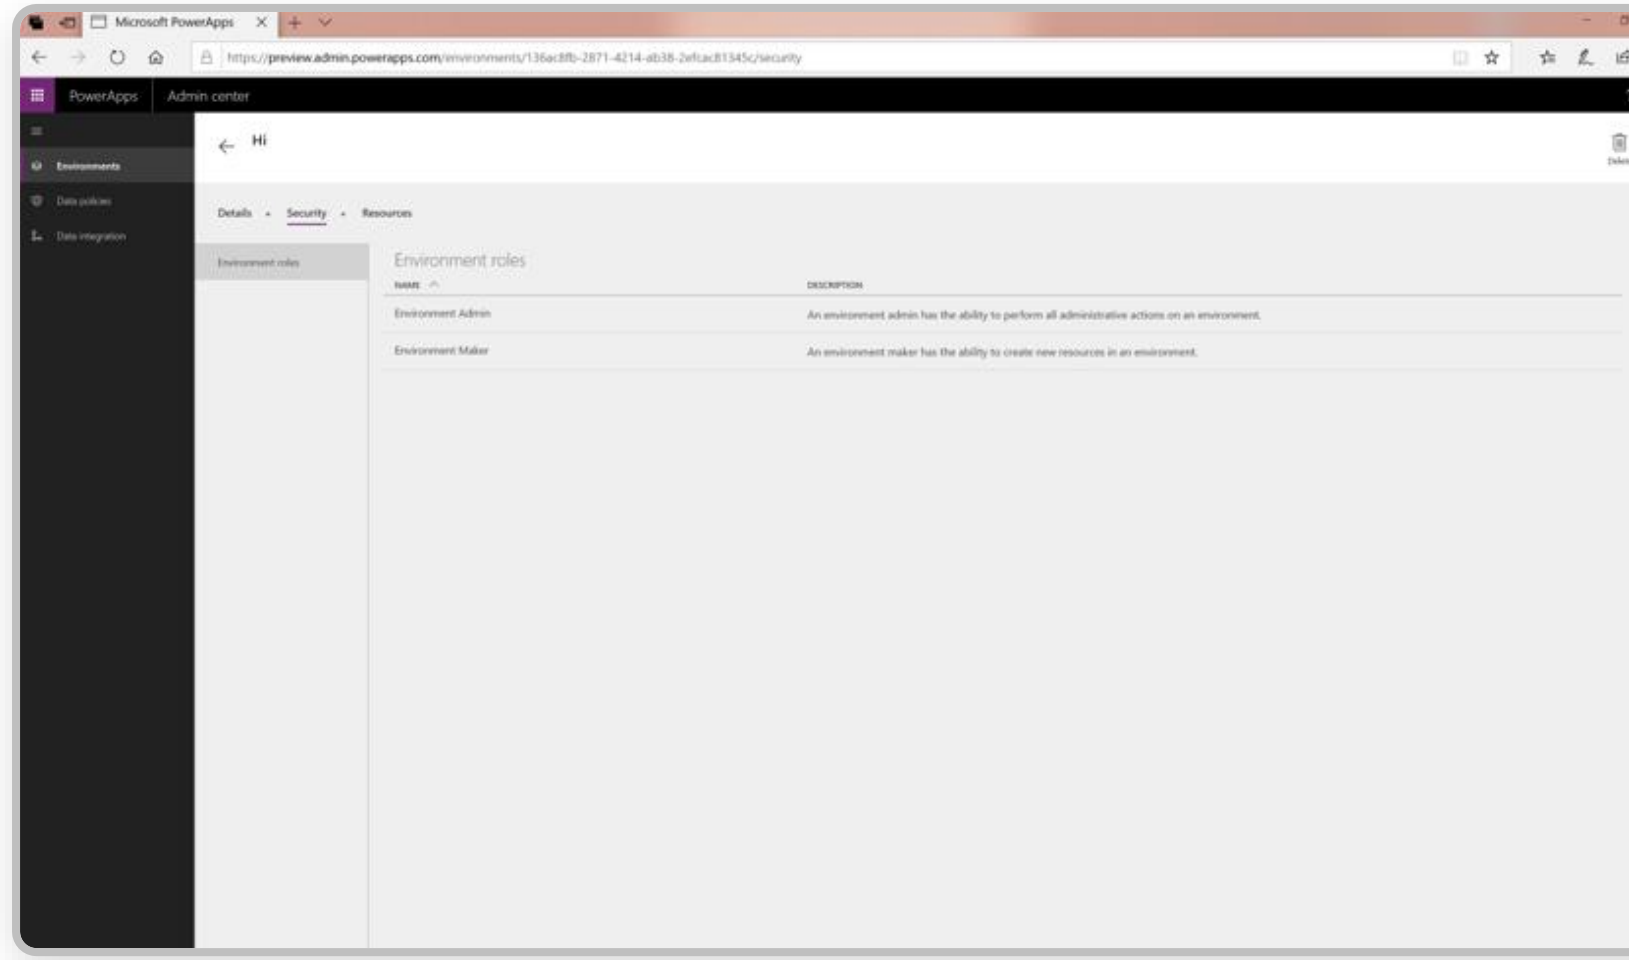 Microsoft PowerApps
https://preview.admin.powerapps.com/environments/136ac8fb-2871-4214-ab38-2efcac81345c/security
PowerApps Admin center
Hi
Environments
Data policies
Data integration
Details Security Resources
Environment roles
Environment roles
NAME DESCRIPTION
Environment Admin An environment admin has the ability to perform all administrative actions on an environment.
Environment Maker An environment maker has the ability to create new resources in an environment.